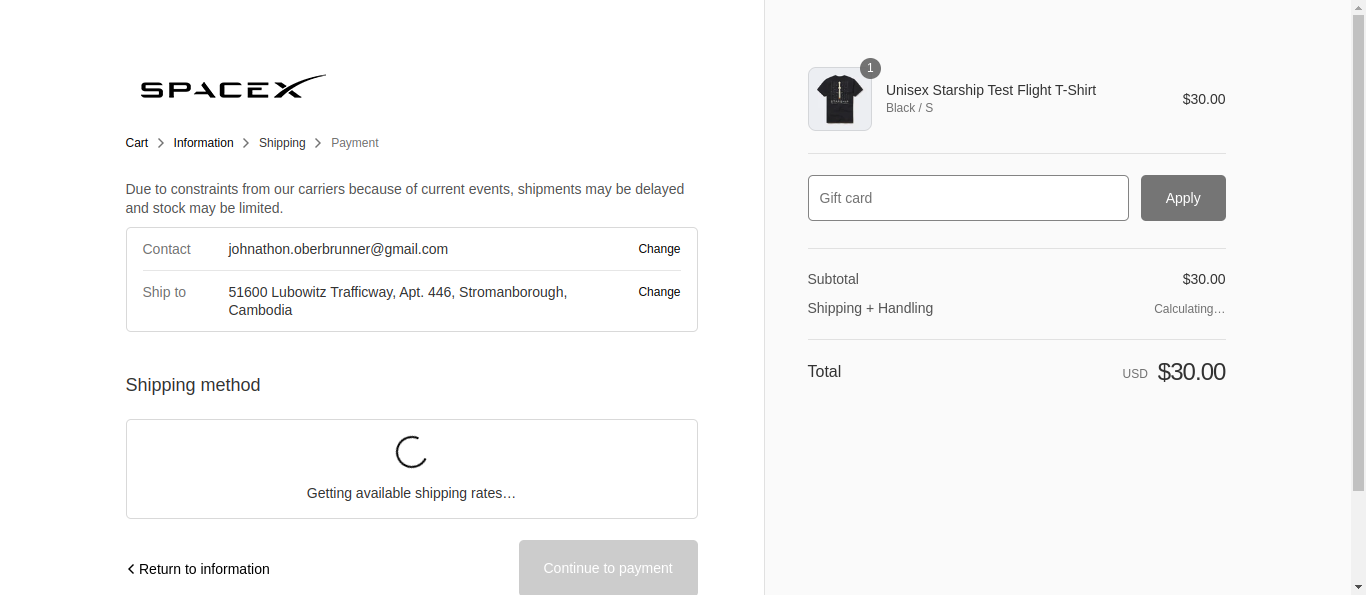 SPACEX
Cart > Information > Shipping > Payment
Due to constraints from our carriers because of current events, shipments may be delayed
and stock may be limited.
Contact johnathon.oberbrunner@gmail.com Change
Ship to 51600 Lubowitz Trafficway, Apt. 446, Stromanborough, Change
Cambodia
Shipping method
Getting available shipping rates…
Return to information
Continue to payment
1
Unisex Starship Test Flight T-Shirt
Black / S
$30.00
Gift card
Apply
Subtotal $30.00
Shipping + Handling Calculating…
Total USD $30.00